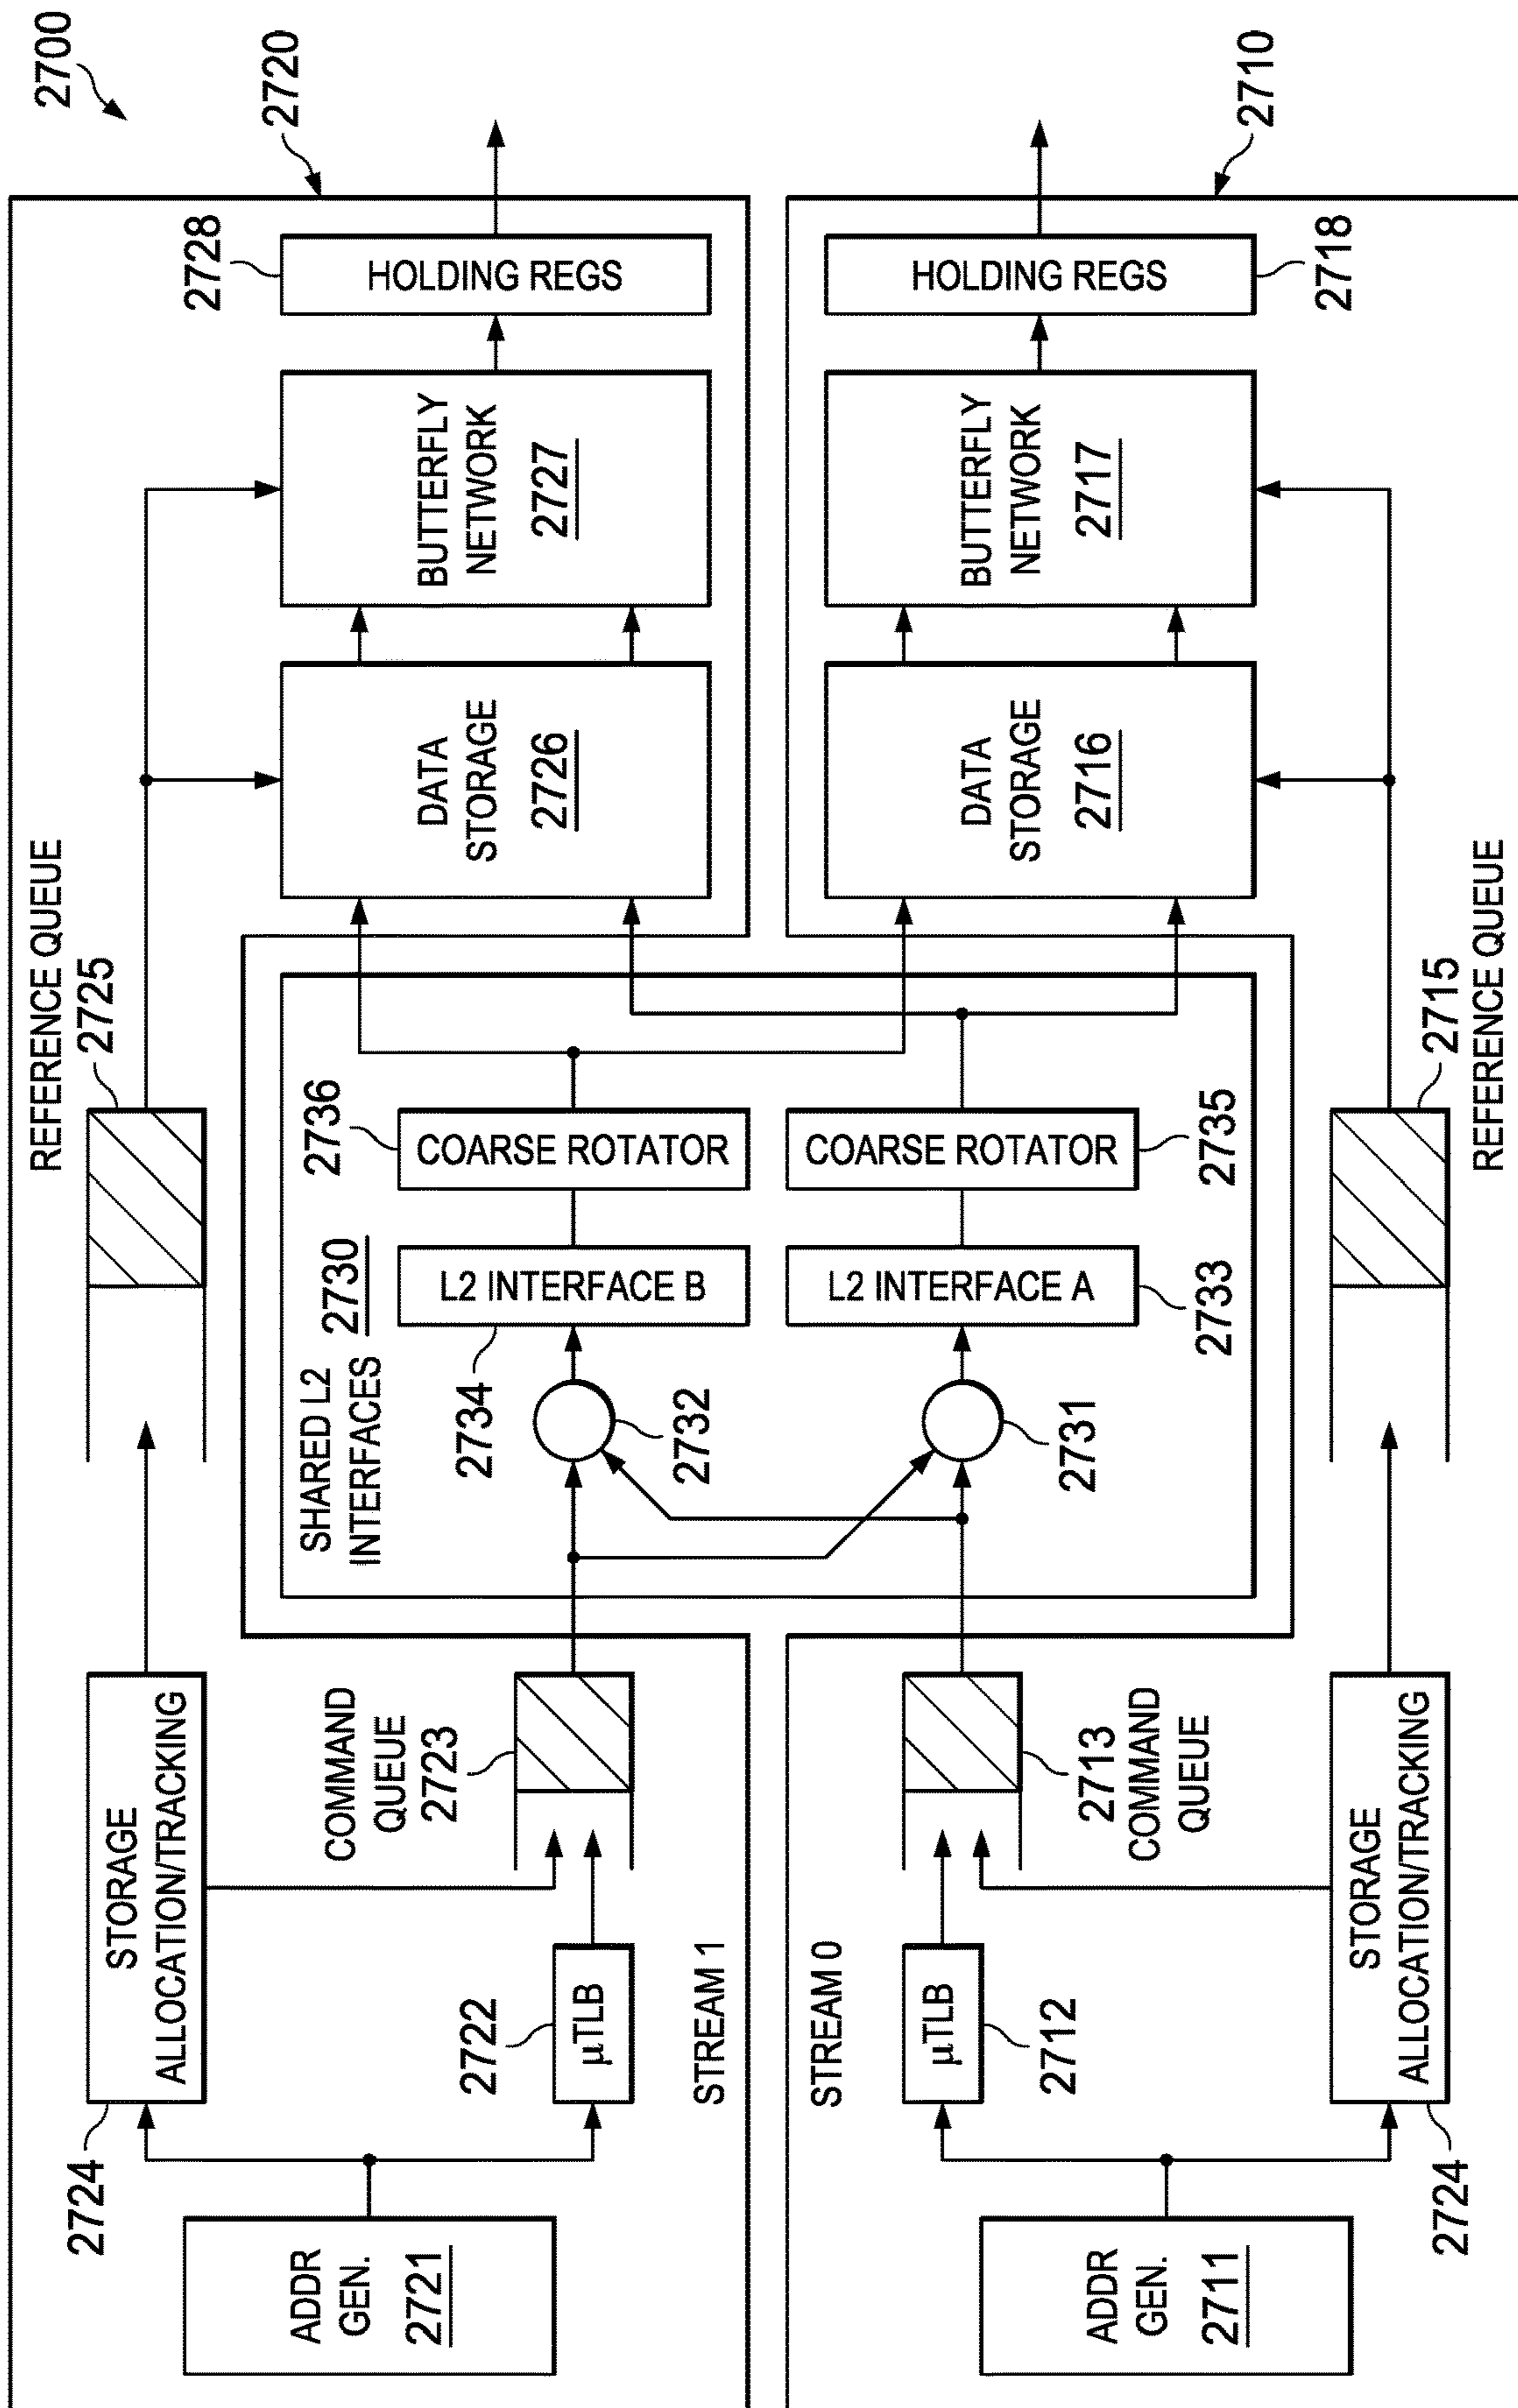 2700
2720
REFERENCE QUEUE
2725
2728
2724
STORAGE
ALLOCATION/TRACKING
ADDR
GEN.
2721
2722
μTLB
COMMAND
QUEUE
2723
STREAM 1
SHARED L2
INTERFACES
2730
2734
2732
L2 INTERFACE B
2736
COARSE ROTATOR
DATA
STORAGE
2726
BUTTERFLY
NETWORK
2727
HOLDING REGS
STREAM 0
2710
ADDR
GEN.
2711
μTLB
2712
2713
COMMAND
QUEUE
2731
L2 INTERFACE A
2733
COARSE ROTATOR
2735
DATA
STORAGE
2716
BUTTERFLY
NETWORK
2717
HOLDING REGS
2718
STORAGE
ALLOCATION/TRACKING
2724
2715
REFERENCE QUEUE